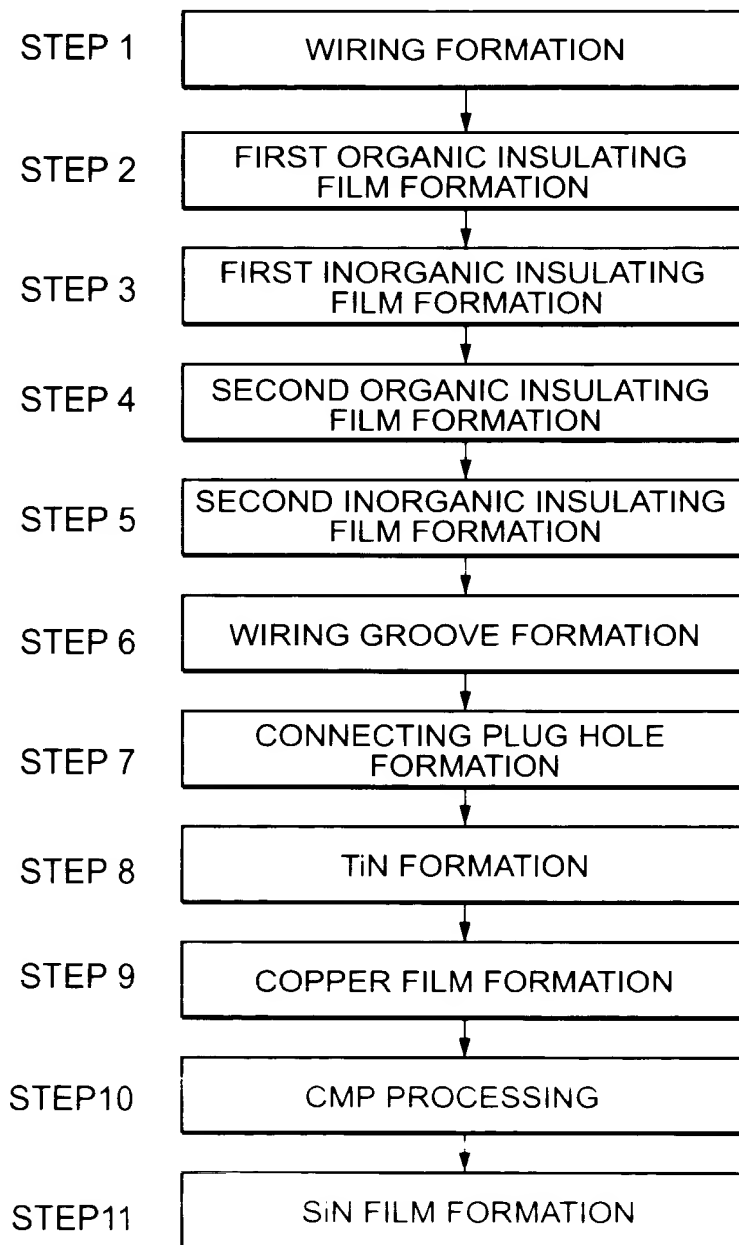 STEP 1
WIRING FORMATION
STEP 2
FIRST ORGANIC INSULATING
FILM FORMATION
STEP 3
FIRST INORGANIC INSULATING
FILM FORMATION
STEP 4
SECOND ORGANIC INSULATING
FILM FORMATION
STEP 5
SECOND INORGANIC INSULATING
FILM FORMATION
STEP 6
WIRING GROOVE FORMATION
STEP 7
CONNECTING PLUG HOLE
FORMATION
STEP 8
TiN FORMATION
STEP 9
COPPER FILM FORMATION
STEP10
CMP PROCESSING
STEP11
SiN FILM FORMATION